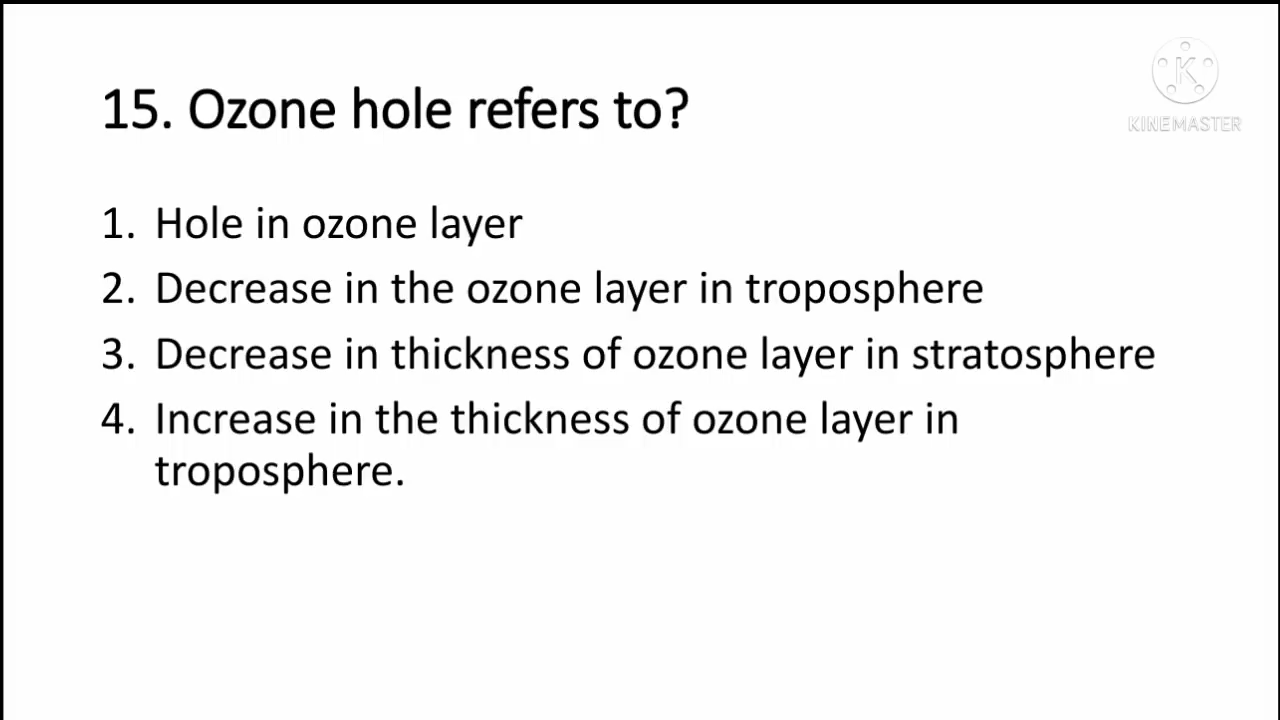 15. Ozone hole refers to?
KINEMASTER
1. Hole in ozone layer
2. Decrease in the ozone layer in troposphere
3. Decrease in thickness of ozone layer in stratosphere
4. Increase in the thickness of ozone layer in
troposphere.